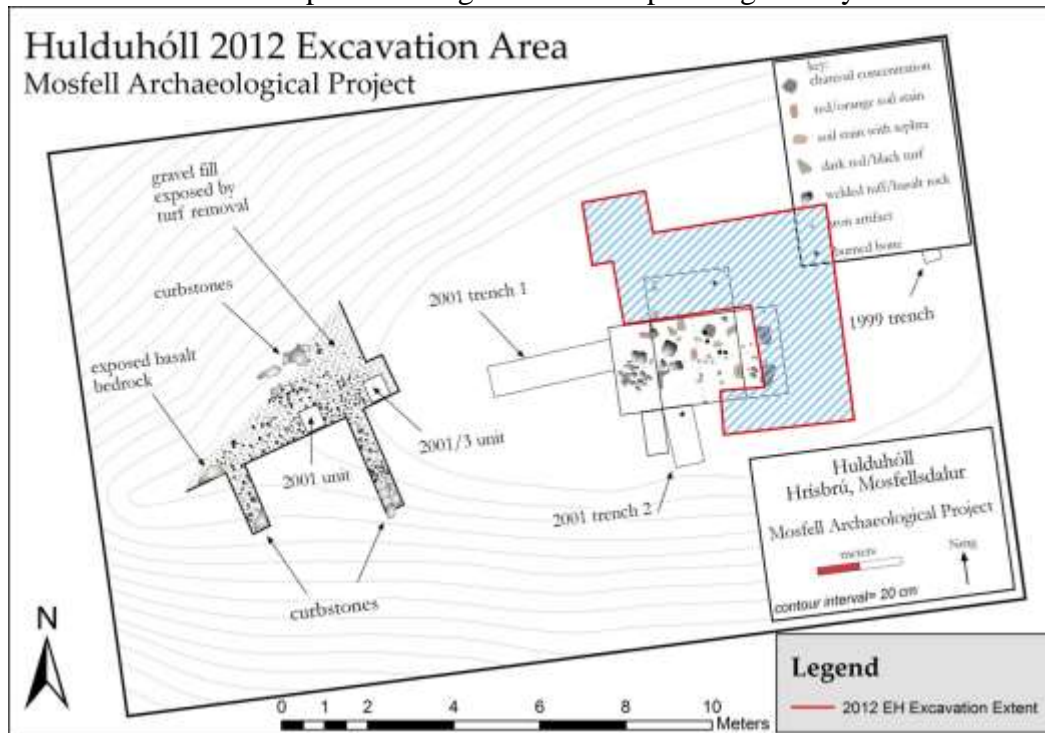 Hulduhóll 2012 Excavation Area
Mosfell Archaeological Project
key:
charcoal concentration
red/orange soil stain
soil stain with tephra
dark red/black turf
welded tuff/basalt rock
iron artifact
burned bone
gravel fill
exposed by
turf removal
curbstones
exposed basalt
bedrock
2001 trench 1
1999 trench
2001/3 unit
2001 unit
2001 trench 2
curbstones
Hulduhóll
Hrísbrú, Mosfellsdalur
Mosfell Archaeological Project
meters
contour interval= 20 cm
N
0 1 2 4 6 8 10
Meters
Legend
2012 EH Excavation Extent